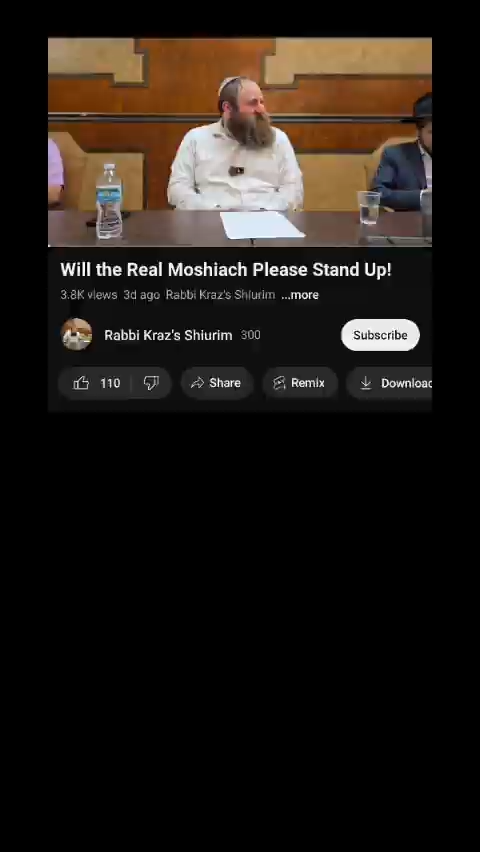 Will the Real Moshiach Please Stand Up!
3.8K views 3d ago Rabbi Kraz's Shiurim ...more
Rabbi Kraz's Shiurim 300
Subscribe
110
Share
Remix
Download